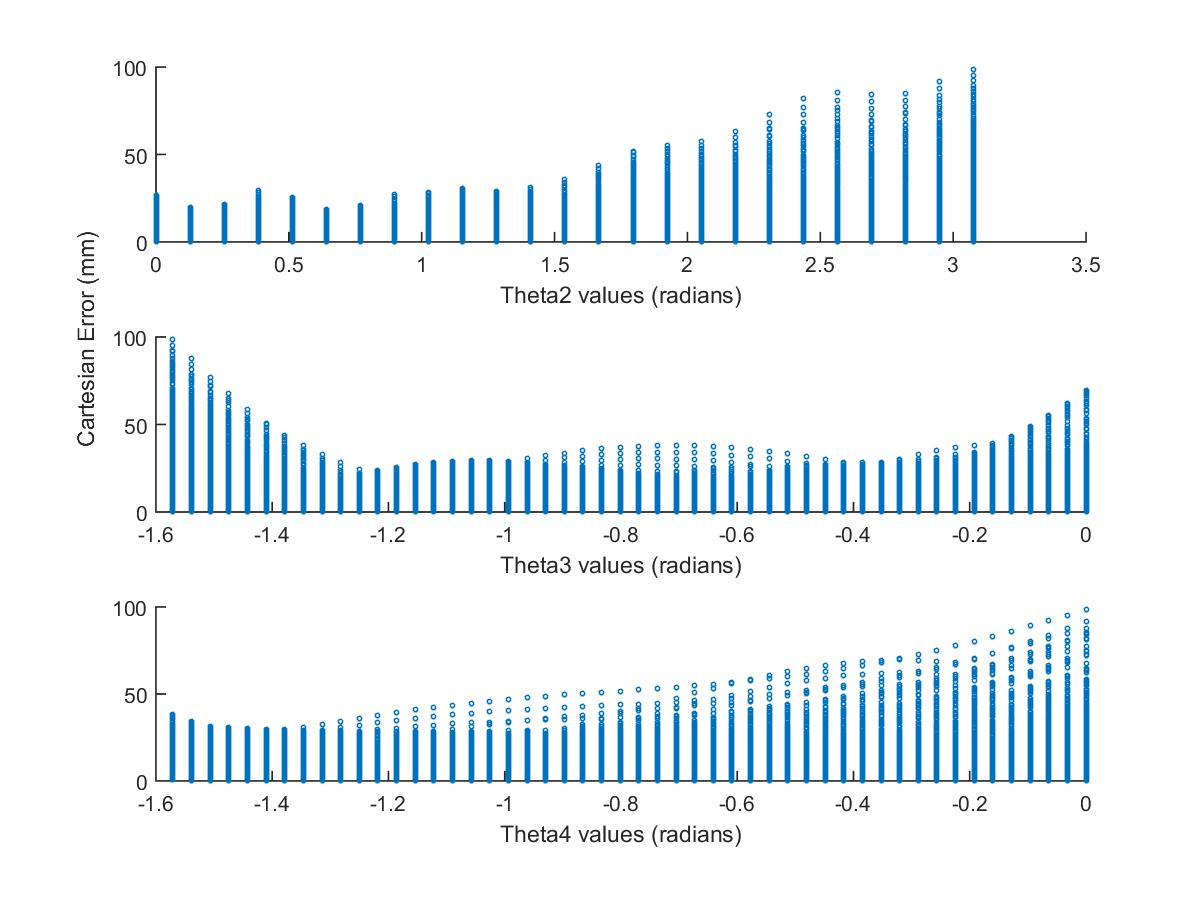 100
50
0
0 0.5 1 1.5 2 2.5 3 3.5
Theta2 values (radians)
Cartesian Error (mm)
100
50
0
-1.6 -1.4 -1.2 -1 -0.8 -0.6 -0.4 -0.2 0
Theta3 values (radians)
100
50
0
-1.6 -1.4 -1.2 -1 -0.8 -0.6 -0.4 -0.2 0
Theta4 values (radians)